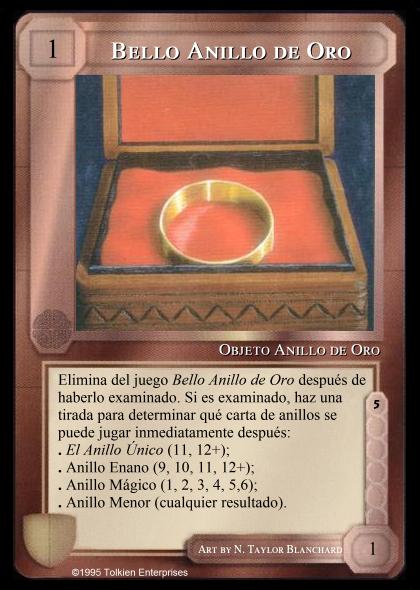 1
BELLO ANILLO DE ORO
OBJETO ANILLO DE ORO
Elimina del juego Bello Anillo de Oro después de
haberlo examinado. Si es examinado, haz una
tirada para determinar qué carta de anillos se
puede jugar inmediatamente después:
. El Anillo Único (11, 12+);
. Anillo Enano (9, 10, 11, 12+);
. Anillo Mágico (1, 2, 3, 4, 5,6);
. Anillo Menor (cualquier resultado).
5
ART BY N. TAYLOR BLANCHARD
1
©1995 Tolkien Enterprises